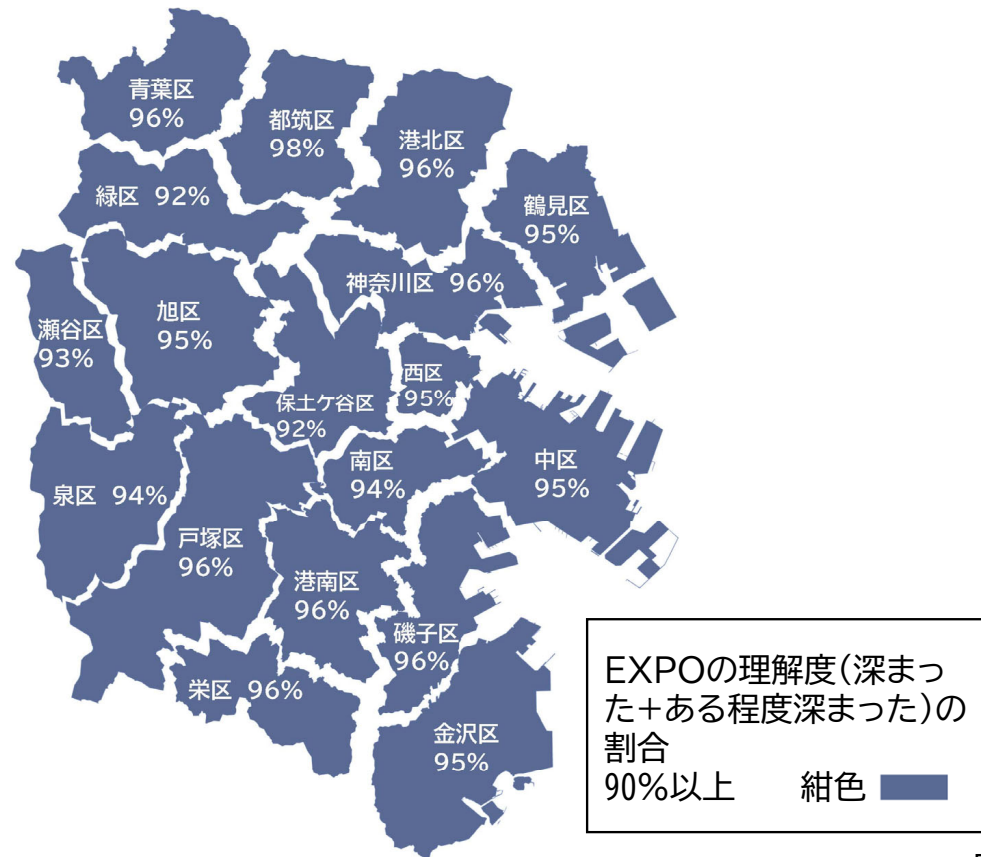 青葉区
96%
都筑区
98%
港北区
96%
鶴見区
95%
緑区 92%
神奈川区 96%
瀬谷区
93%
旭区
95%
西区
95%
保土ケ谷区
92%
南区
94%
中区
95%
泉区 94%
戸塚区
96%
港南区
96%
磯子区
96%
栄区 96%
金沢区
95%
EXPOの理解度(深まっ
た+ある程度深まった)の
割合
90%以上 紺色